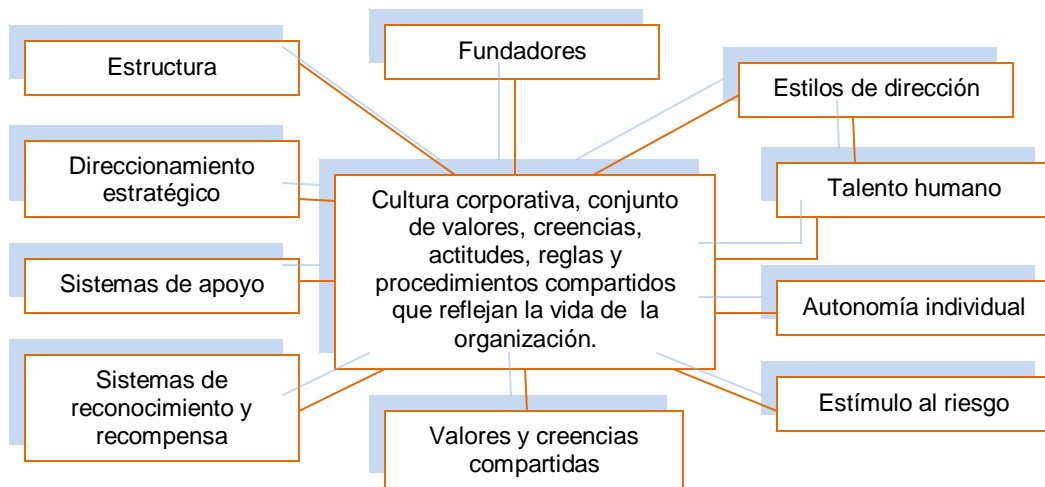 Estructura
Fundadores
Estilos de dirección
Direccionamiento
estratégico
Talento humano
Cultura corporativa, conjunto
de valores, creencias,
actitudes, reglas y
procedimientos compartidos
que reflejan la vida de la
organización.
Sistemas de apoyo
Autonomía individual
Sistemas de
reconocimiento y
recompensa
Estímulo al riesgo
Valores y creencias
compartidas